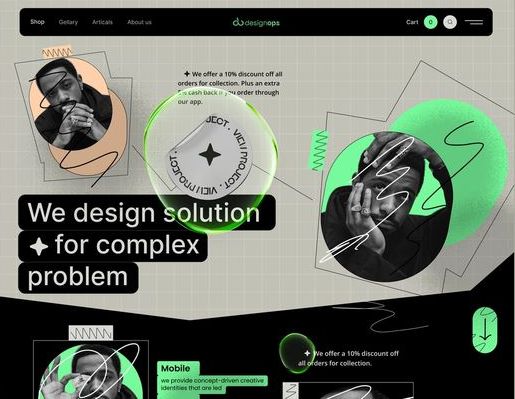 Shop Gellary Articals About us designops Cart 0
✦ We offer a 10% discount off all
orders for collection. Plus an extra
5% cash back if you order through
our app.
VIEW PROJECT . VIEW PROJECT .
We design solution
✦ for complex
problem
✦ We offer a 10% discount off
all orders for collection.
Mobile
we provide concept-driven creative
identities that are led